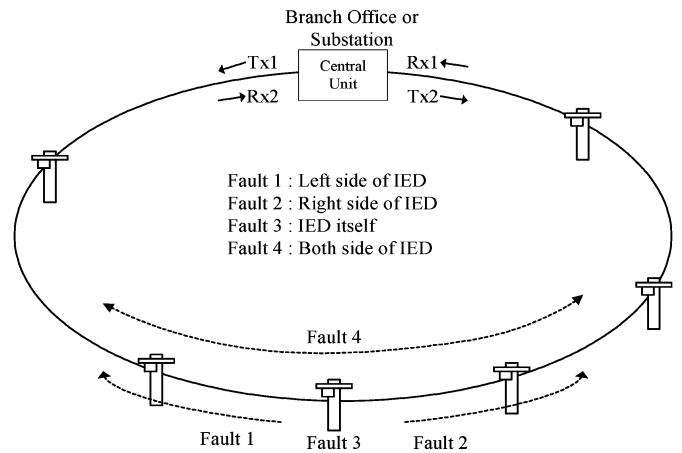 Branch Office or
Substation
Tx1
Central
Unit
Rx1
Rx2
Tx2
Fault 1 : Left side of IED
Fault 2 : Right side of IED
Fault 3 : IED itself
Fault 4 : Both side of IED
Fault 4
Fault 1
Fault 3
Fault 2